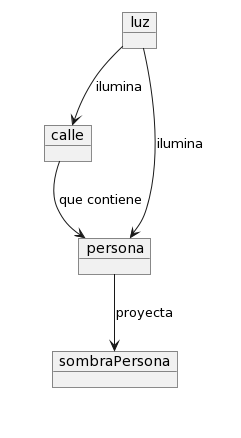 luz
ilumina
calle
ilumina
que contiene
persona
proyecta
sombraPersona